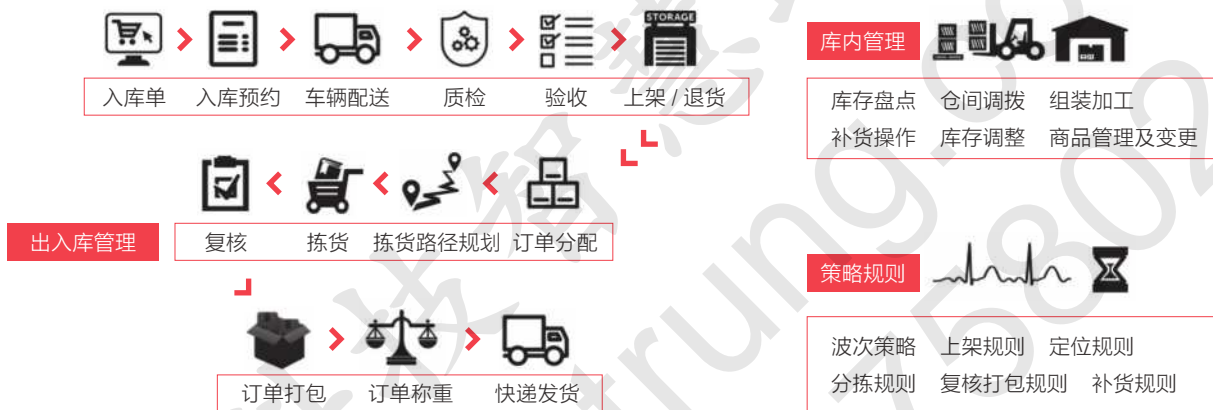 STORAGE
入库单 入库预约 车辆配送 质检 验收 上架 / 退货
出入库管理
复核 拣货 拣货路径规划 订单分配
订单打包 订单称重 快递发货
库内管理
库存盘点 仓间调拨 组装加工
补货操作 库存调整 商品管理及变更
策略规则
波次策略 上架规则 定位规则
分拣规则 复核打包规则 补货规则
技智慧
trung.c
75802